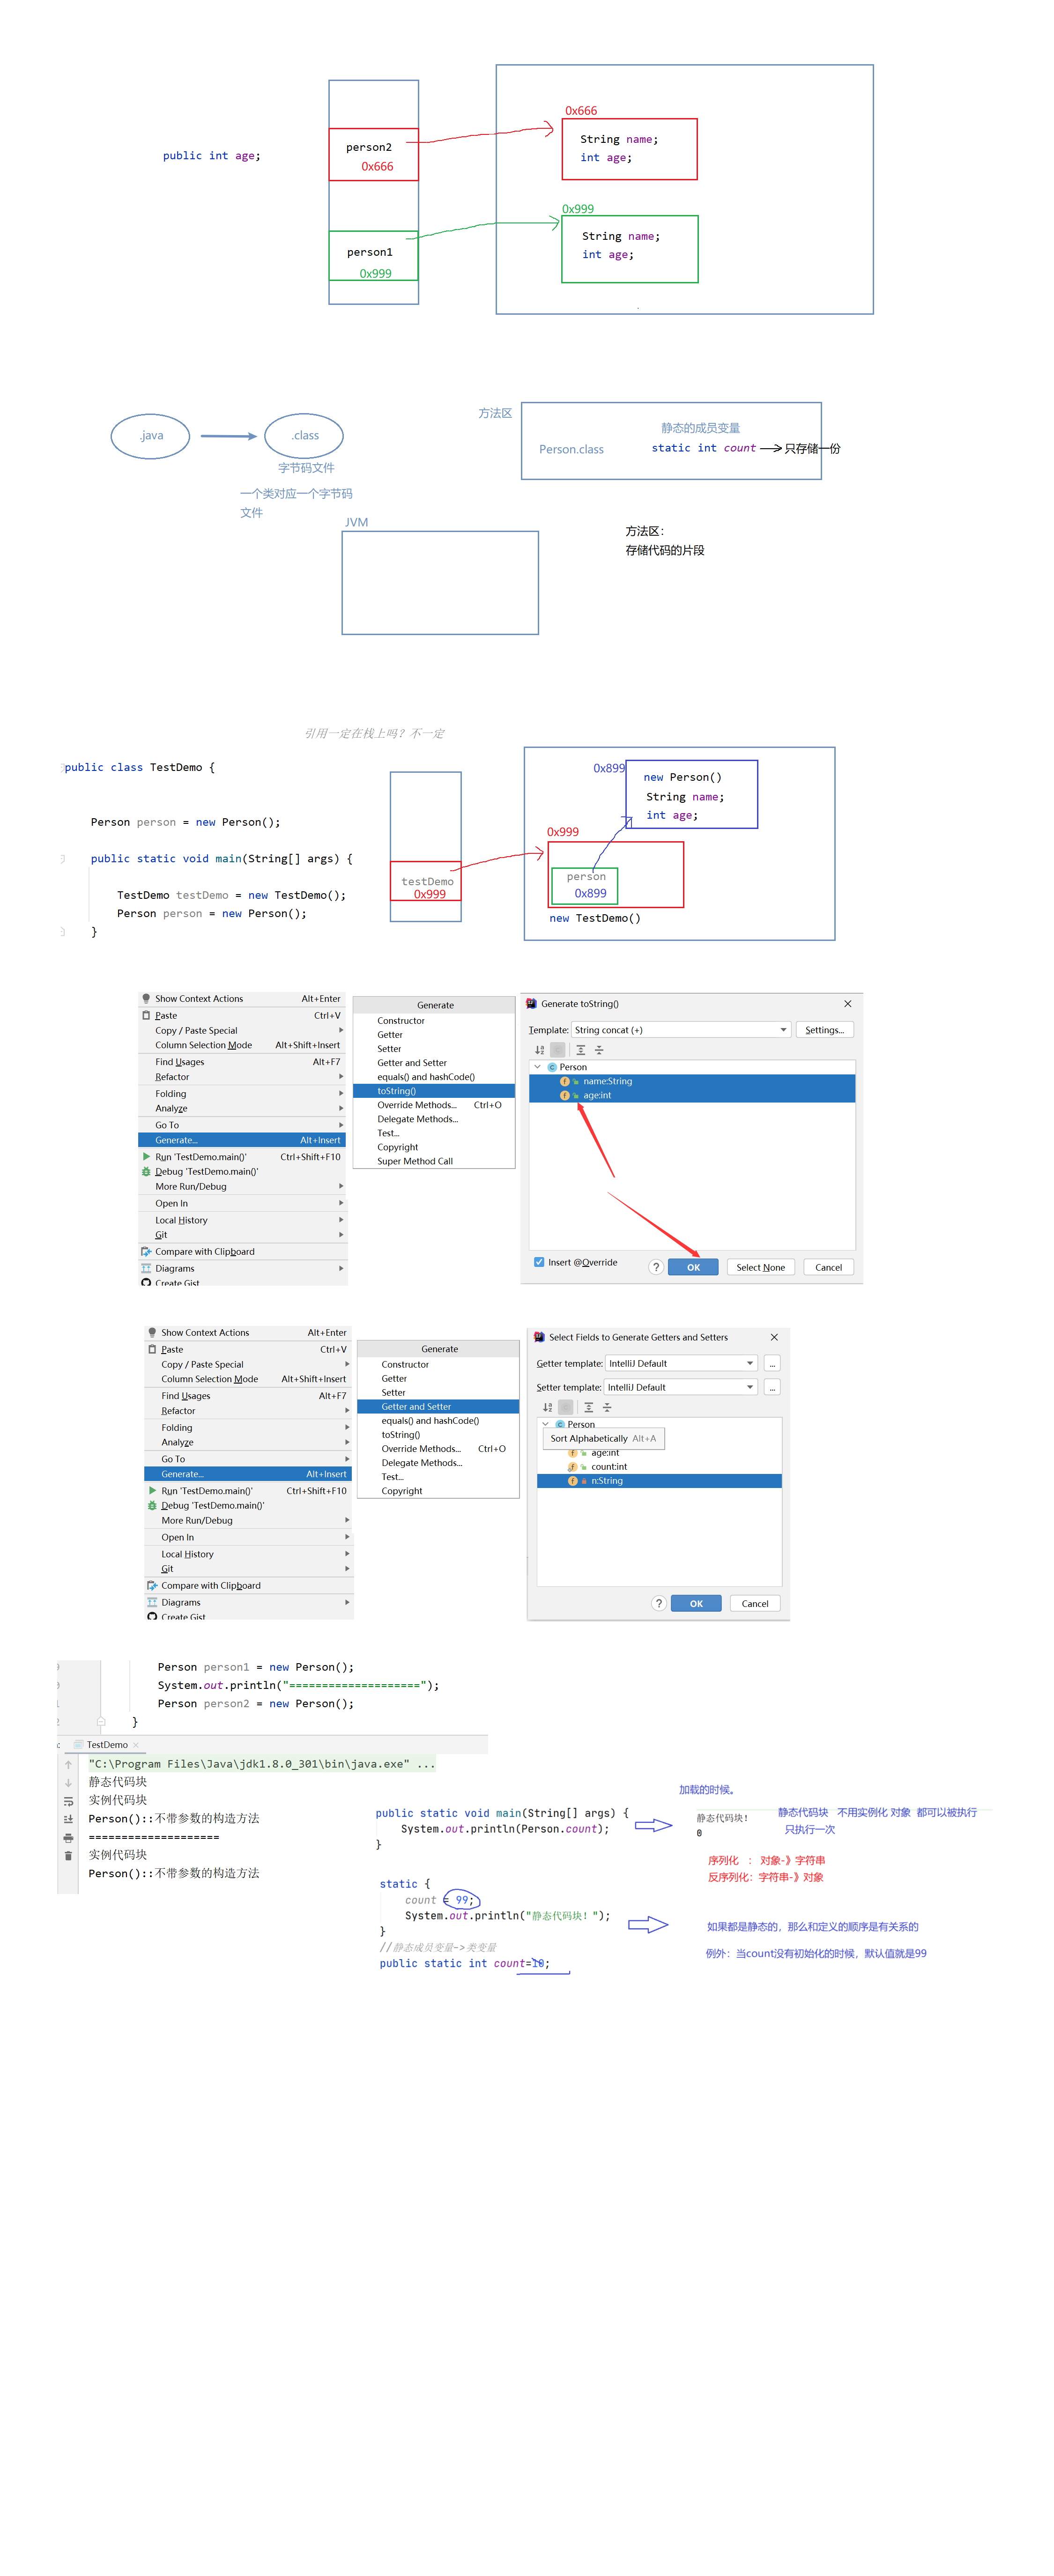 public int age;
person2
0x666
person1
0x999
0x666
String name;
int age;
0x999
String name;
int age;
.java
.class
字节码文件
一个类对应一个字节码
文件
方法区
静态的成员变量
Person.class
static int count
只存储一份
JVM
方法区：
存储代码的片段
引用一定在栈上吗？不一定
public class TestDemo {
Person person = new Person();
public static void main(String[] args) {
TestDemo testDemo = new TestDemo();
Person person = new Person();
}
testDemo
0x999
0x899
new Person()
String name;
int age;
0x999
person
0x899
new TestDemo()
Show Context Actions Alt+Enter
Paste Ctrl+V
Copy / Paste Special
Column Selection Mode Alt+Shift+Insert
Find Usages Alt+F7
Refactor
Folding
Analyze
Go To
Generate... Alt+Insert
Run 'TestDemo.main()' Ctrl+Shift+F10
Debug 'TestDemo.main()'
More Run/Debug
Open In
Local History
Git
Compare with Clipboard
Diagrams
Create Gist
Generate
Constructor
Getter
Setter
Getter and Setter
equals() and hashCode()
toString()
Override Methods... Ctrl+O
Delegate Methods...
Test...
Copyright
Super Method Call
Generate toString()
Template: String concat (+) Settings...
Person
name:String
age:int
Insert @Override
? OK Select None Cancel
Show Context Actions Alt+Enter
Paste Ctrl+V
Copy / Paste Special
Column Selection Mode Alt+Shift+Insert
Find Usages Alt+F7
Refactor
Folding
Analyze
Go To
Generate... Alt+Insert
Run 'TestDemo.main()' Ctrl+Shift+F10
Debug 'TestDemo.main()'
More Run/Debug
Open In
Local History
Git
Compare with Clipboard
Diagrams
Create Gist
Generate
Constructor
Getter
Setter
Getter and Setter
equals() and hashCode()
toString()
Override Methods... Ctrl+O
Delegate Methods...
Test...
Copyright
Select Fields to Generate Getters and Setters
Getter template: IntelliJ Default ...
Setter template: IntelliJ Default ...
Person
Sort Alphabetically Alt+A
age:int
count:int
n:String
? OK Cancel
Person person1 = new Person();
System.out.println("====================");
Person person2 = new Person();
}
TestDemo
"C:\Program Files\Java\jdk1.8.0_301\bin\java.exe" ...
静态代码块
实例代码块
Person()::不带参数的构造方法
====================
实例代码块
Person()::不带参数的构造方法
public static void main(String[] args) {
System.out.println(Person.count);
}
加载的时候。
静态代码块！
0
静态代码块 不用实例化 对象 都可以被执行
只执行一次
序列化 ： 对象-》字符串
反序列化：字符串-》对象
static {
count = 99;
System.out.println("静态代码块！");
}
//静态成员变量->类变量
public static int count=10;
如果都是静态的，那么和定义的顺序是有关系的
例外：当count没有初始化的时候，默认值就是99